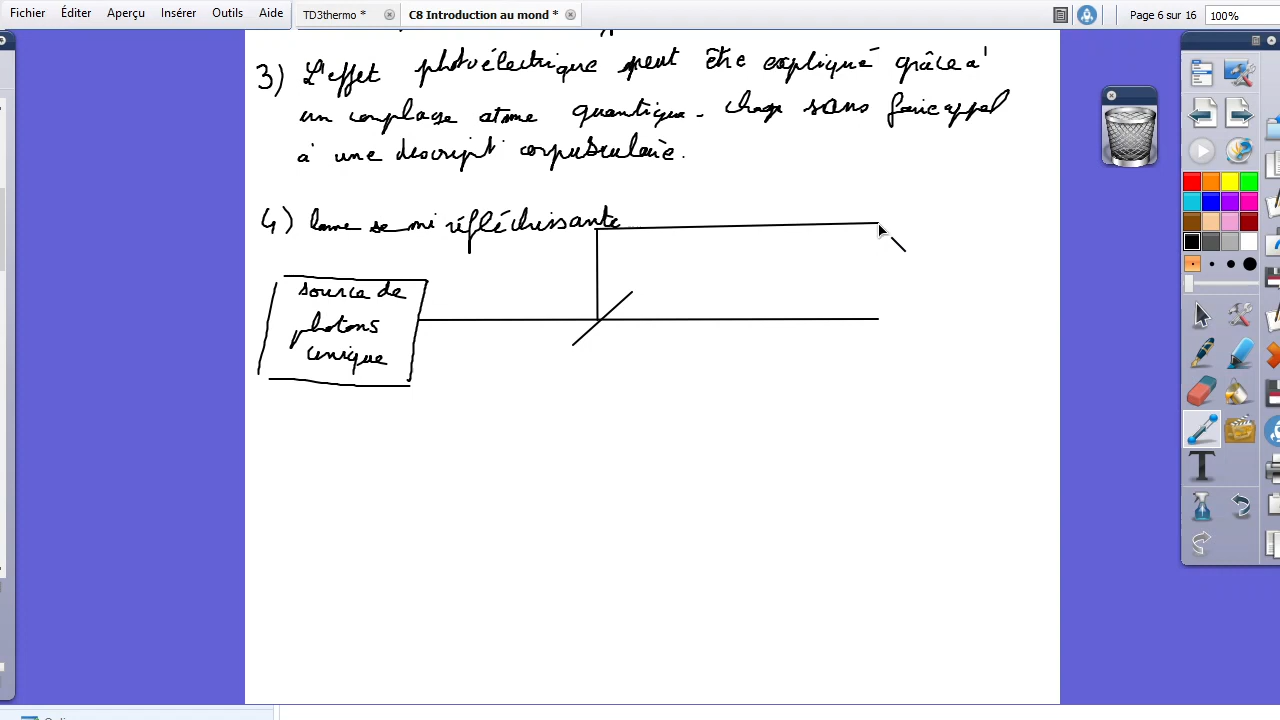 Fichier Éditer Aperçu Insérer Outils Aide TD3thermo * C8 Introduction au mond * Page 6 sur 16 100%
3) L'effet photoélectrique peut être expliqué grâce à
un couplage atome quantique - champ sans faire appel
à une descript° corpusculaire.
4) lame semi réfléchissante
source de
photons
unique
T